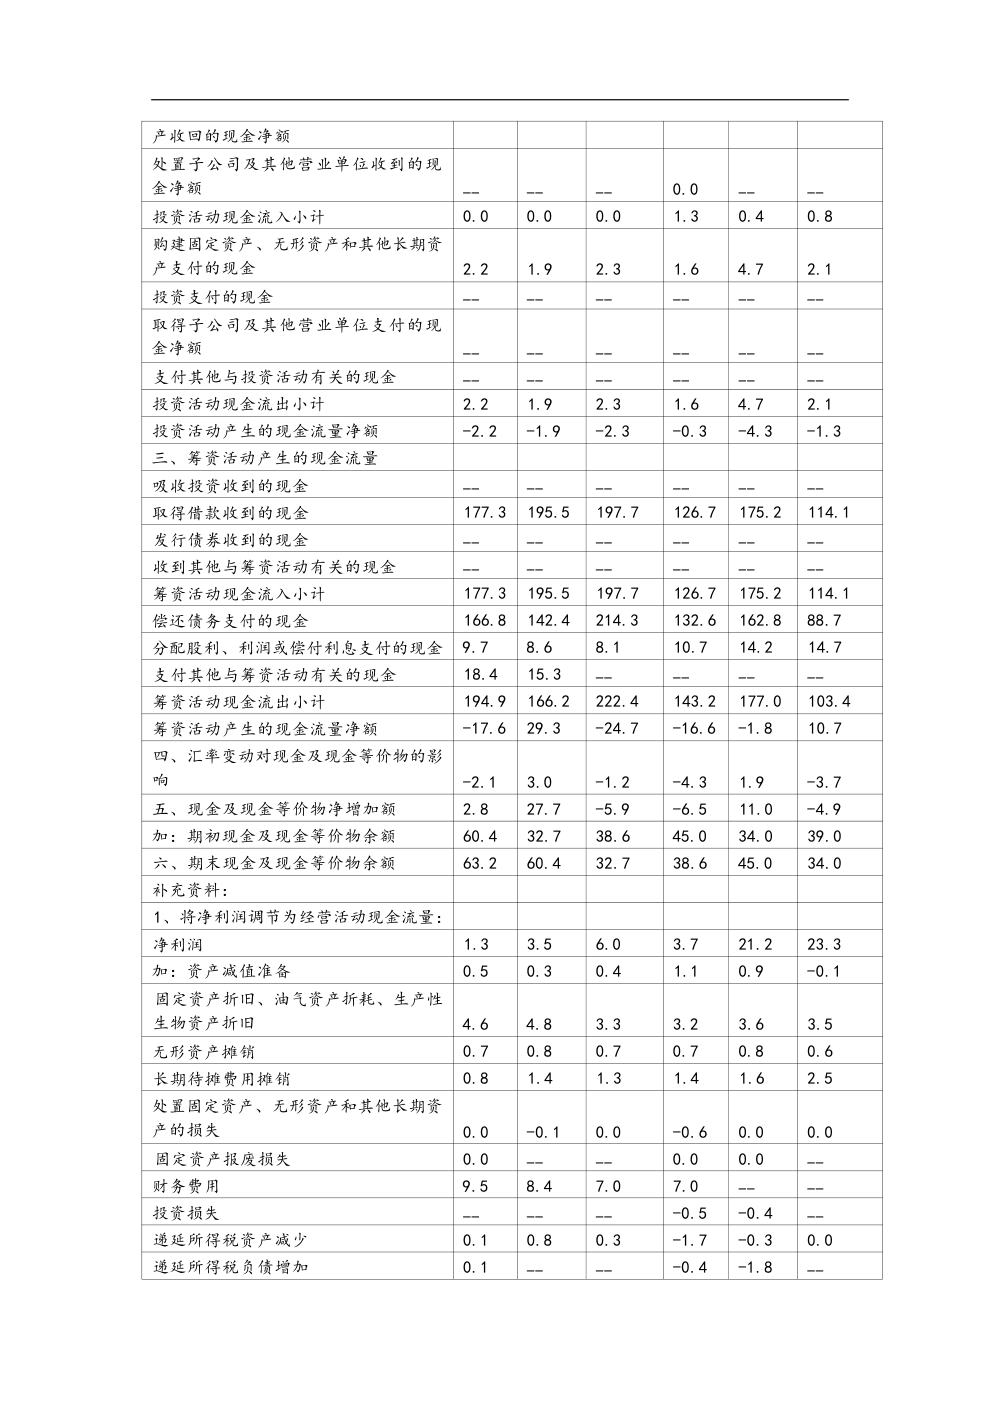 产收回的现金净额
处置子公司及其他营业单位收到的现
金净额 —— —— —— 0.0 —— ——
投资活动现金流入小计 0.0 0.0 0.0 1.3 0.4 0.8
购建固定资产、无形资产和其他长期资
产支付的现金 2.2 1.9 2.3 1.6 4.7 2.1
投资支付的现金 —— —— —— —— —— ——
取得子公司及其他营业单位支付的现
金净额 —— —— —— —— —— ——
支付其他与投资活动有关的现金 —— —— —— —— —— ——
投资活动现金流出小计 2.2 1.9 2.3 1.6 4.7 2.1
投资活动产生的现金流量净额 -2.2 -1.9 -2.3 -0.3 -4.3 -1.3
三、筹资活动产生的现金流量
吸收投资收到的现金 —— —— —— —— —— ——
取得借款收到的现金 177.3 195.5 197.7 126.7 175.2 114.1
发行债券收到的现金 —— —— —— —— —— ——
收到其他与筹资活动有关的现金 —— —— —— —— —— ——
筹资活动现金流入小计 177.3 195.5 197.7 126.7 175.2 114.1
偿还债务支付的现金 166.8 142.4 214.3 132.6 162.8 88.7
分配股利、利润或偿付利息支付的现金 9.7 8.6 8.1 10.7 14.2 14.7
支付其他与筹资活动有关的现金 18.4 15.3 —— —— —— ——
筹资活动现金流出小计 194.9 166.2 222.4 143.2 177.0 103.4
筹资活动产生的现金流量净额 -17.6 29.3 -24.7 -16.6 -1.8 10.7
四、汇率变动对现金及现金等价物的影
响 -2.1 3.0 -1.2 -4.3 1.9 -3.7
五、现金及现金等价物净增加额 2.8 27.7 -5.9 -6.5 11.0 -4.9
加：期初现金及现金等价物余额 60.4 32.7 38.6 45.0 34.0 39.0
六、期末现金及现金等价物余额 63.2 60.4 32.7 38.6 45.0 34.0
补充资料：
1、将净利润调节为经营活动现金流量：
净利润 1.3 3.5 6.0 3.7 21.2 23.3
加：资产减值准备 0.5 0.3 0.4 1.1 0.9 -0.1
固定资产折旧、油气资产折耗、生产性
生物资产折旧 4.6 4.8 3.3 3.2 3.6 3.5
无形资产摊销 0.7 0.8 0.7 0.7 0.8 0.6
长期待摊费用摊销 0.8 1.4 1.3 1.4 1.6 2.5
处置固定资产、无形资产和其他长期资
产的损失 0.0 -0.1 0.0 -0.6 0.0 0.0
固定资产报废损失 0.0 —— —— 0.0 0.0 ——
财务费用 9.5 8.4 7.0 7.0 —— ——
投资损失 —— —— —— -0.5 -0.4 ——
递延所得税资产减少 0.1 0.8 0.3 -1.7 -0.3 0.0
递延所得税负债增加 0.1 —— —— -0.4 -1.8 ——